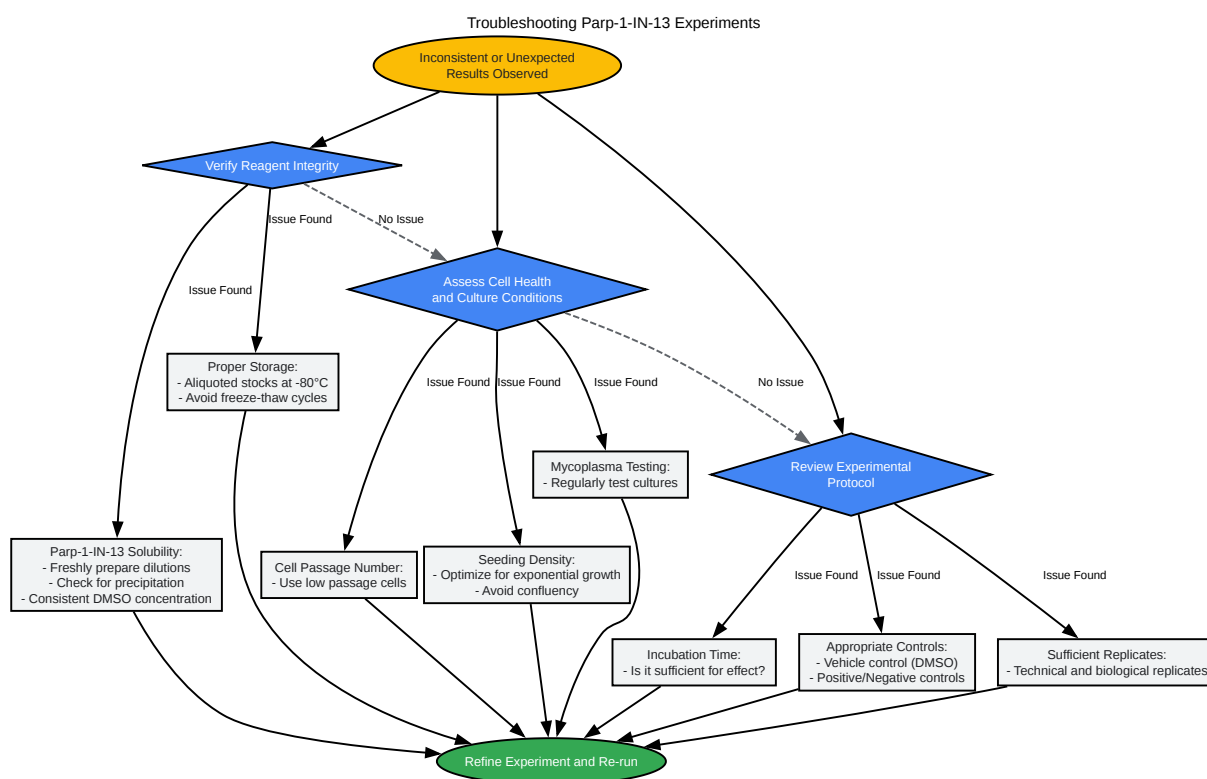 Troubleshooting Parp-1-IN-13 Experiments
Inconsistent or Unexpected
Results Observed
Verify Reagent Integrity
Issue Found
No Issue
Assess Cell Health
and Culture Conditions
Issue Found
Proper Storage:
- Aliquoted stocks at -80°C
- Avoid freeze-thaw cycles
Issue Found
Issue Found
Issue Found
No Issue
Mycoplasma Testing:
- Regularly test cultures
Review Experimental
Protocol
Parp-1-IN-13 Solubility:
- Freshly prepare dilutions
- Check for precipitation
- Consistent DMSO concentration
Cell Passage Number:
- Use low passage cells
Seeding Density:
- Optimize for exponential growth
- Avoid confluency
Issue Found
Issue Found
Issue Found
Incubation Time:
- Is it sufficient for effect?
Appropriate Controls:
- Vehicle control (DMSO)
- Positive/Negative controls
Sufficient Replicates:
- Technical and biological replicates
Refine Experiment and Re-run